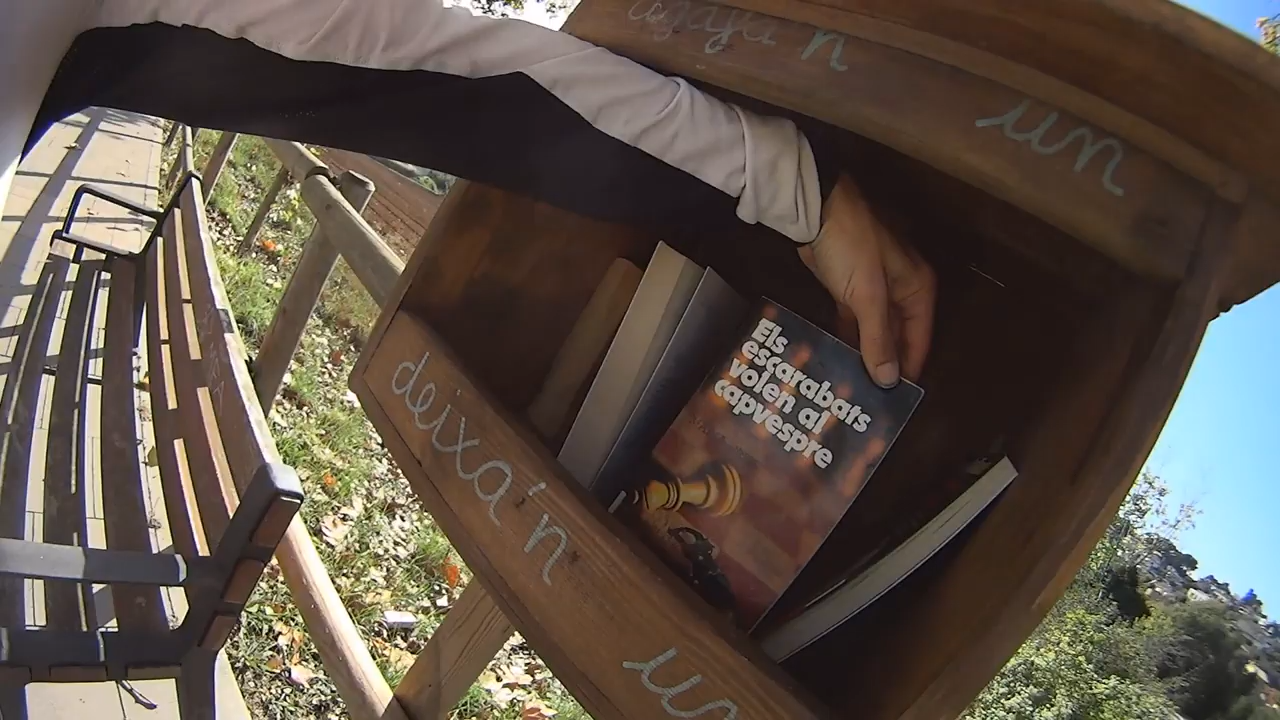 agafa'n un
Els
escarabats
volen al
capvespre
deixa'n un